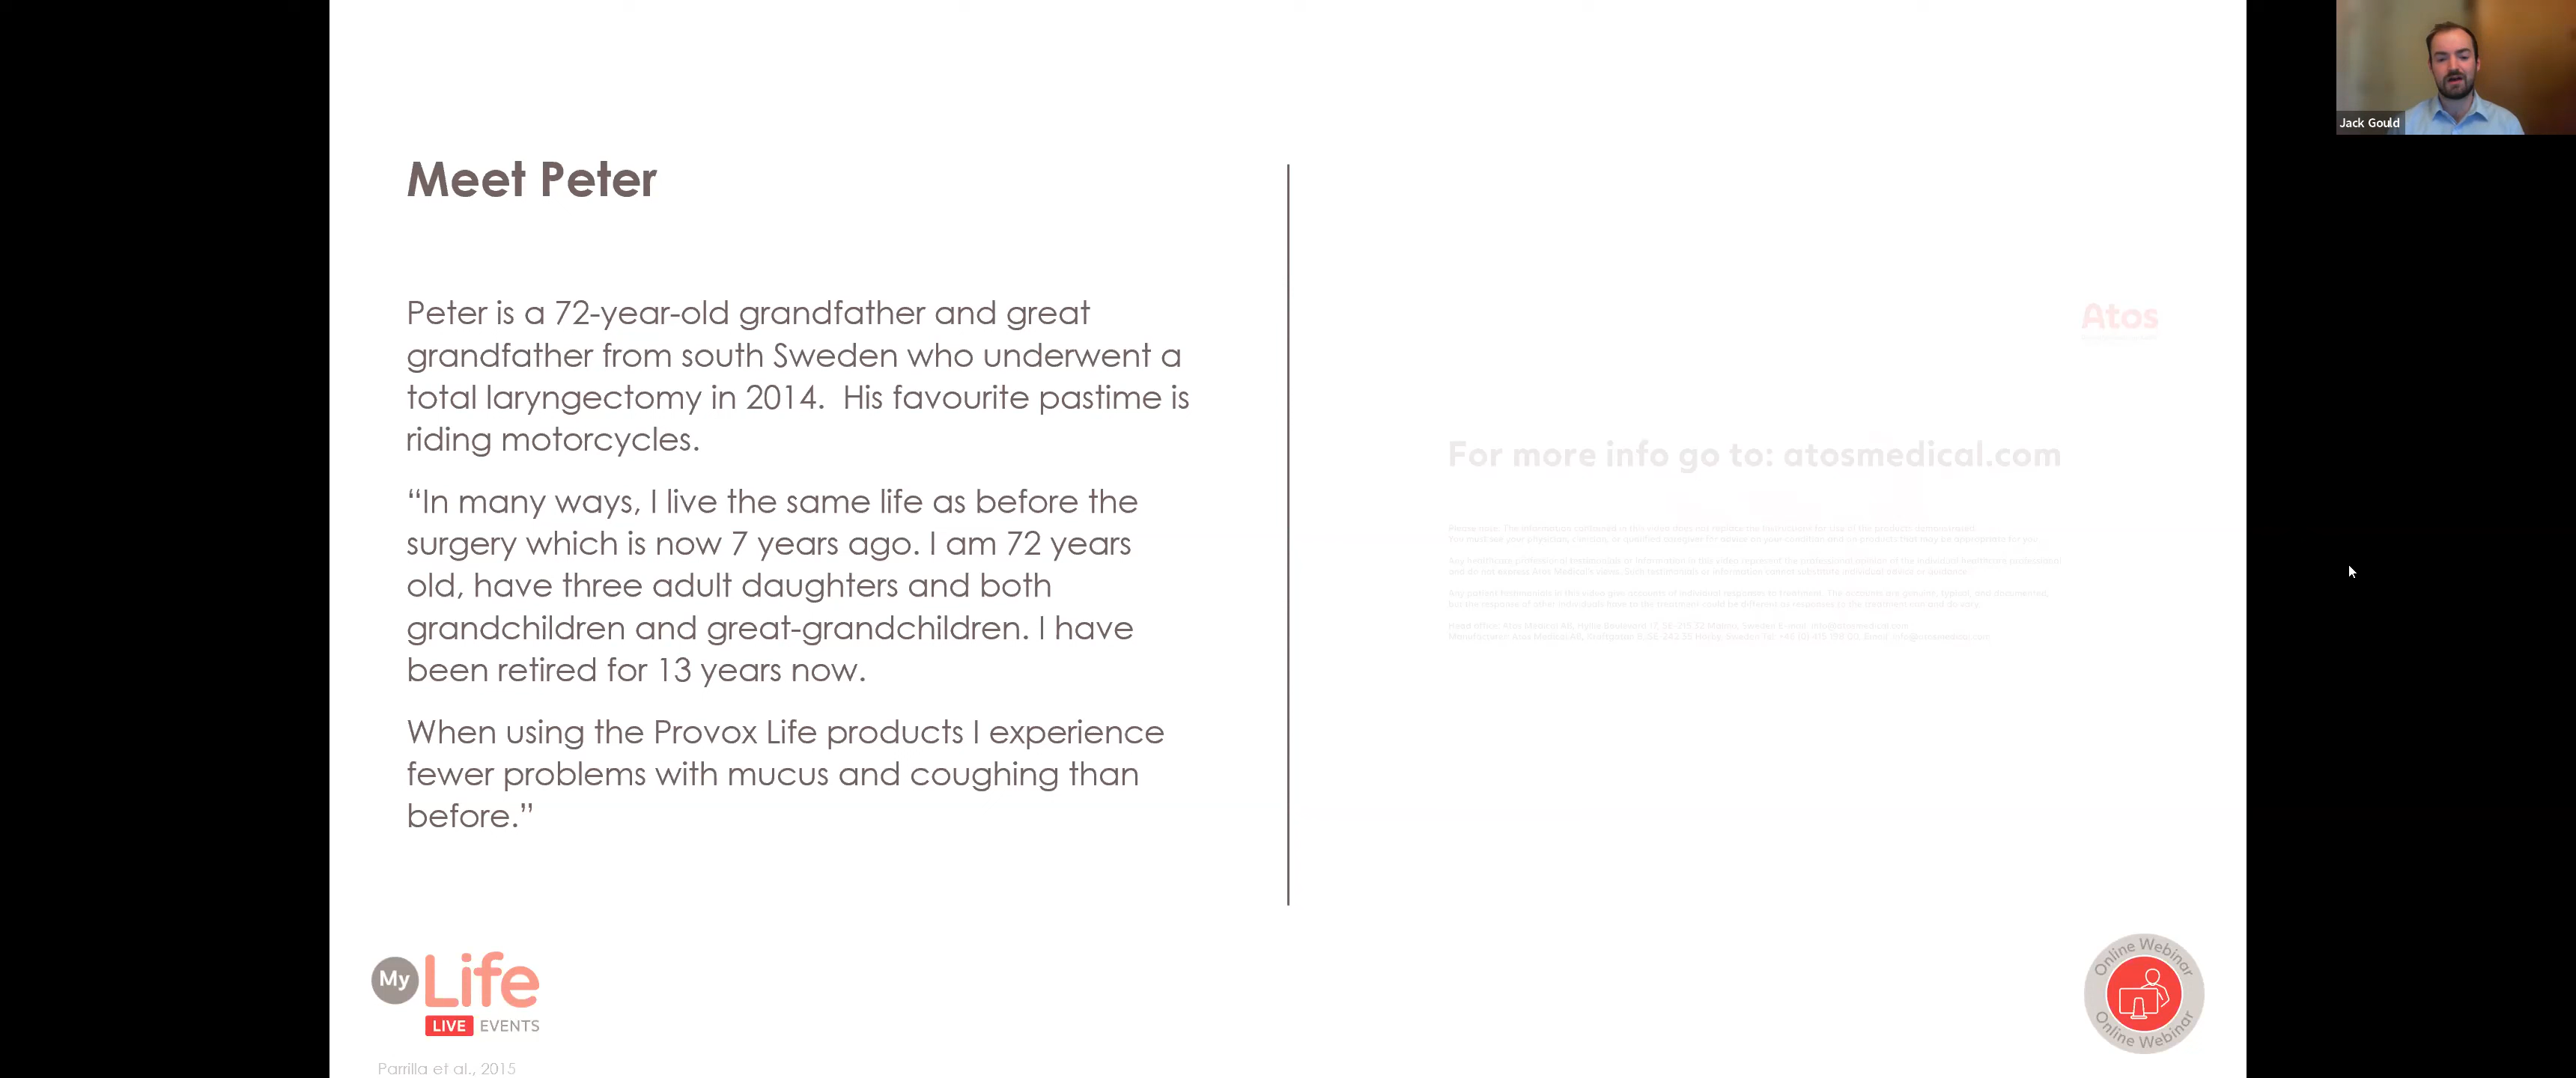 Meet Peter
Peter is a 72-year-old grandfather and great
grandfather from south Sweden who underwent a
total laryngectomy in 2014.  His favourite pastime is
riding motorcycles.
“In many ways, I live the same life as before the
surgery which is now 7 years ago. I am 72 years
old, have three adult daughters and both
grandchildren and great-grandchildren. I have
been retired for 13 years now.
When using the Provox Life products I experience
fewer problems with mucus and coughing than
before.”
My Life
LIVE EVENTS
Parrilla et al., 2015
Atos
For more info go to: atosmedical.com
Online Webinar
Online Webinar
Jack Gould